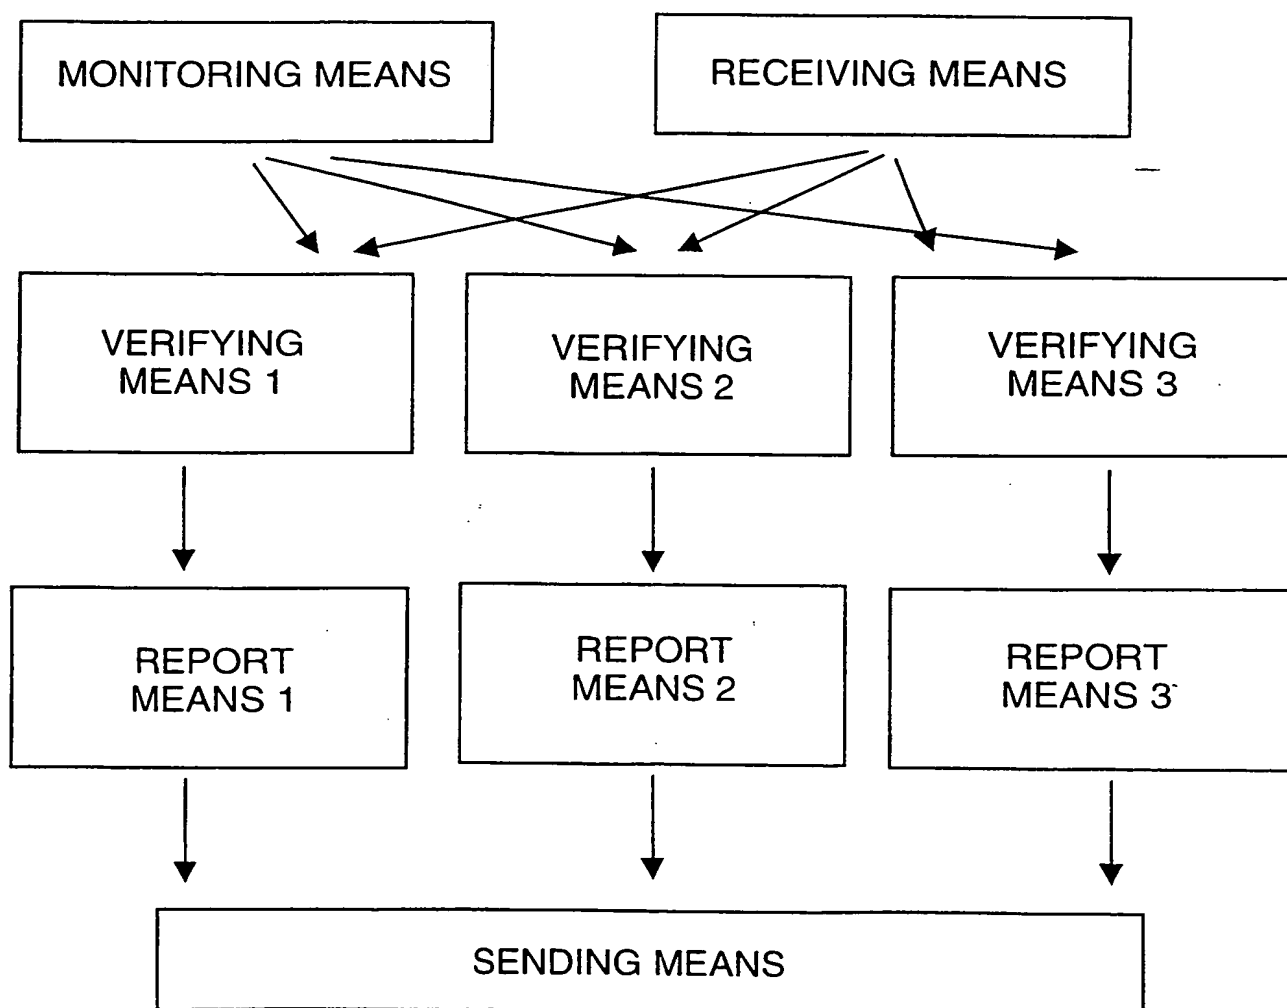 MONITORING MEANS
RECEIVING MEANS
VERIFYING
MEANS 1
VERIFYING
MEANS 2
VERIFYING
MEANS 3
REPORT
MEANS 1
REPORT
MEANS 2
REPORT
MEANS 3
SENDING MEANS